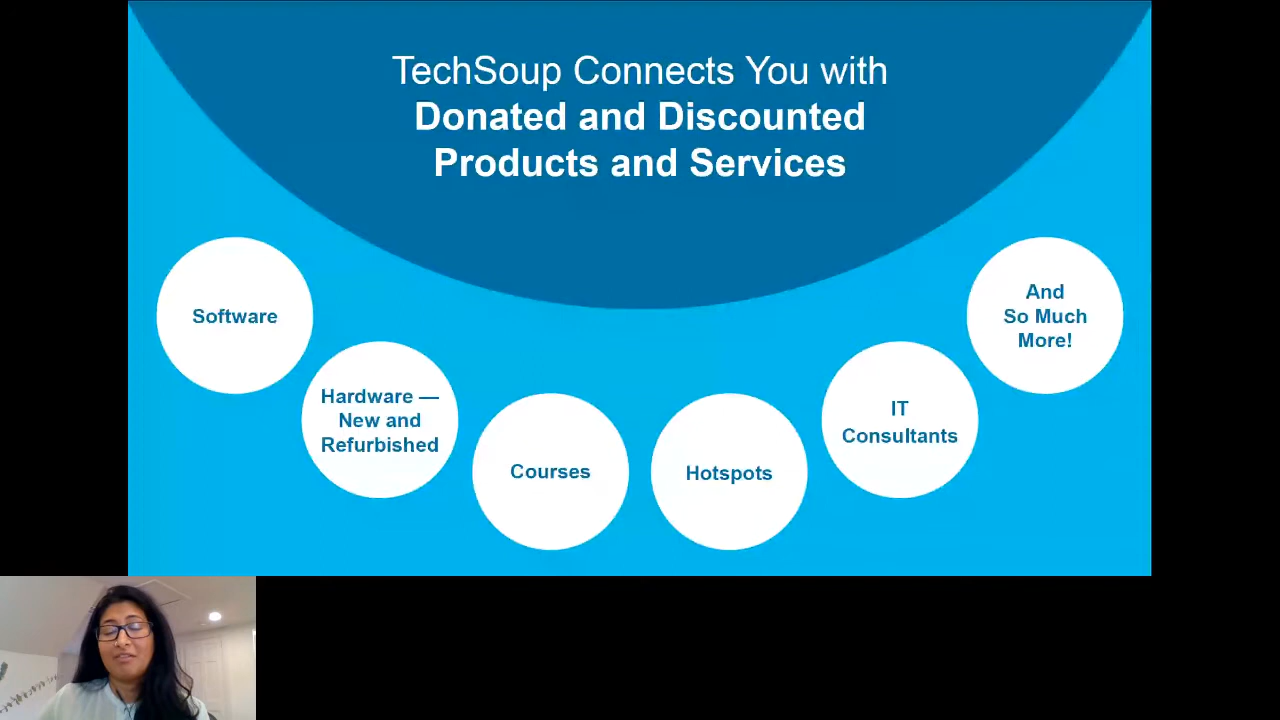 TechSoup Connects You with
Donated and Discounted
Products and Services
Software
Hardware —
New and
Refurbished
Courses
Hotspots
IT
Consultants
And
So Much
More!